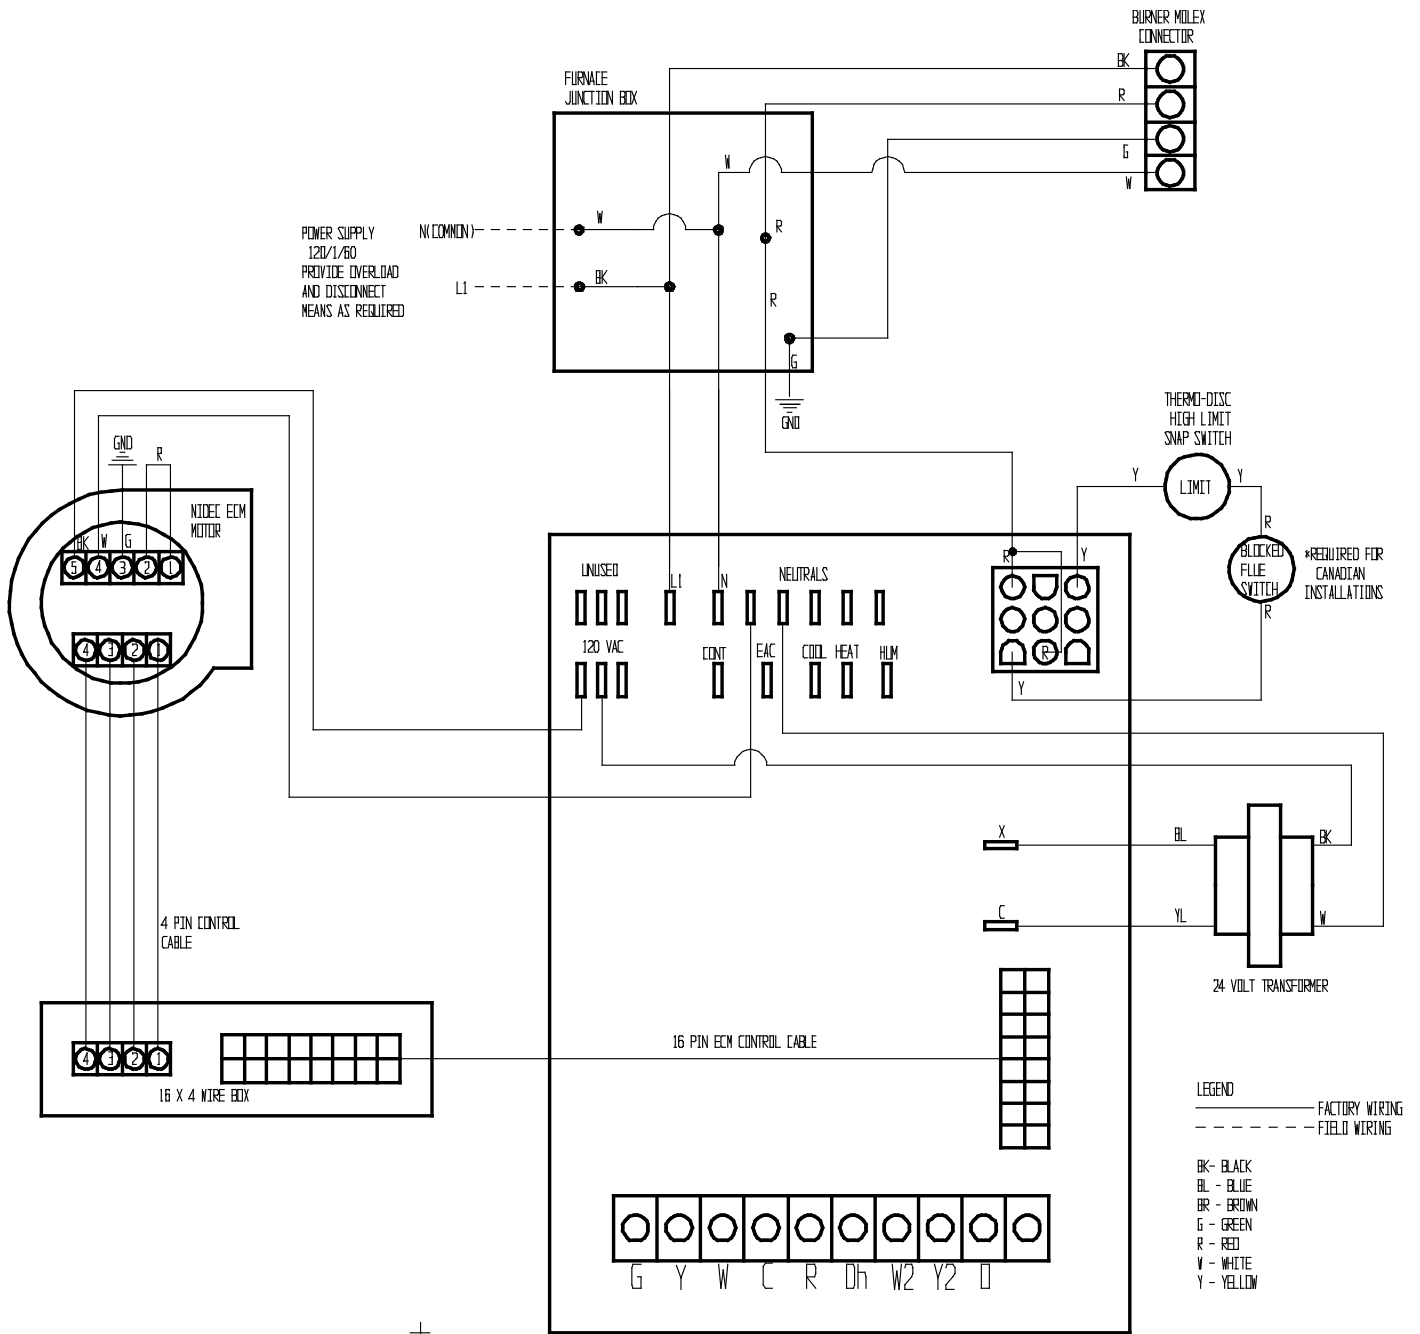 BURNER MOLEX
CONNECTOR
BK
R
G
W
FURNACE
JUNCTION BOX
W
W
R
BK
R
G
GND
POWER SUPPLY
120/1/60
PROVIDE OVERLOAD
AND DISCONNECT
MEANS AS REQUIRED
N(COMMON)
L1
THERMO-DISC
HIGH LIMIT
SNAP SWITCH
Y
LIMIT
Y
R
BLOCKED
FLUE
SWITCH
R
*REQUIRED FOR
CANADIAN
INSTALLATIONS
GND
R
NIDEC ECM
MOTOR
BK W G
5 4 3 2 1
4 3 2 1
UNUSED
L1
N
NEUTRALS
R
Y
R
Y
120 VAC
CONT
EAC
COOL
HEAT
HUM
X
BL
BK
C
YL
W
24 VOLT TRANSFORMER
4 PIN CONTROL
CABLE
4 3 2 1
16 X 4 WIRE BOX
16 PIN ECM CONTROL CABLE
G Y W C R Dh W2 Y2 O
LEGEND
FACTORY WIRING
FIELD WIRING
BK- BLACK
BL - BLUE
BR - BROWN
G - GREEN
R - RED
W - WHITE
Y - YELLOW